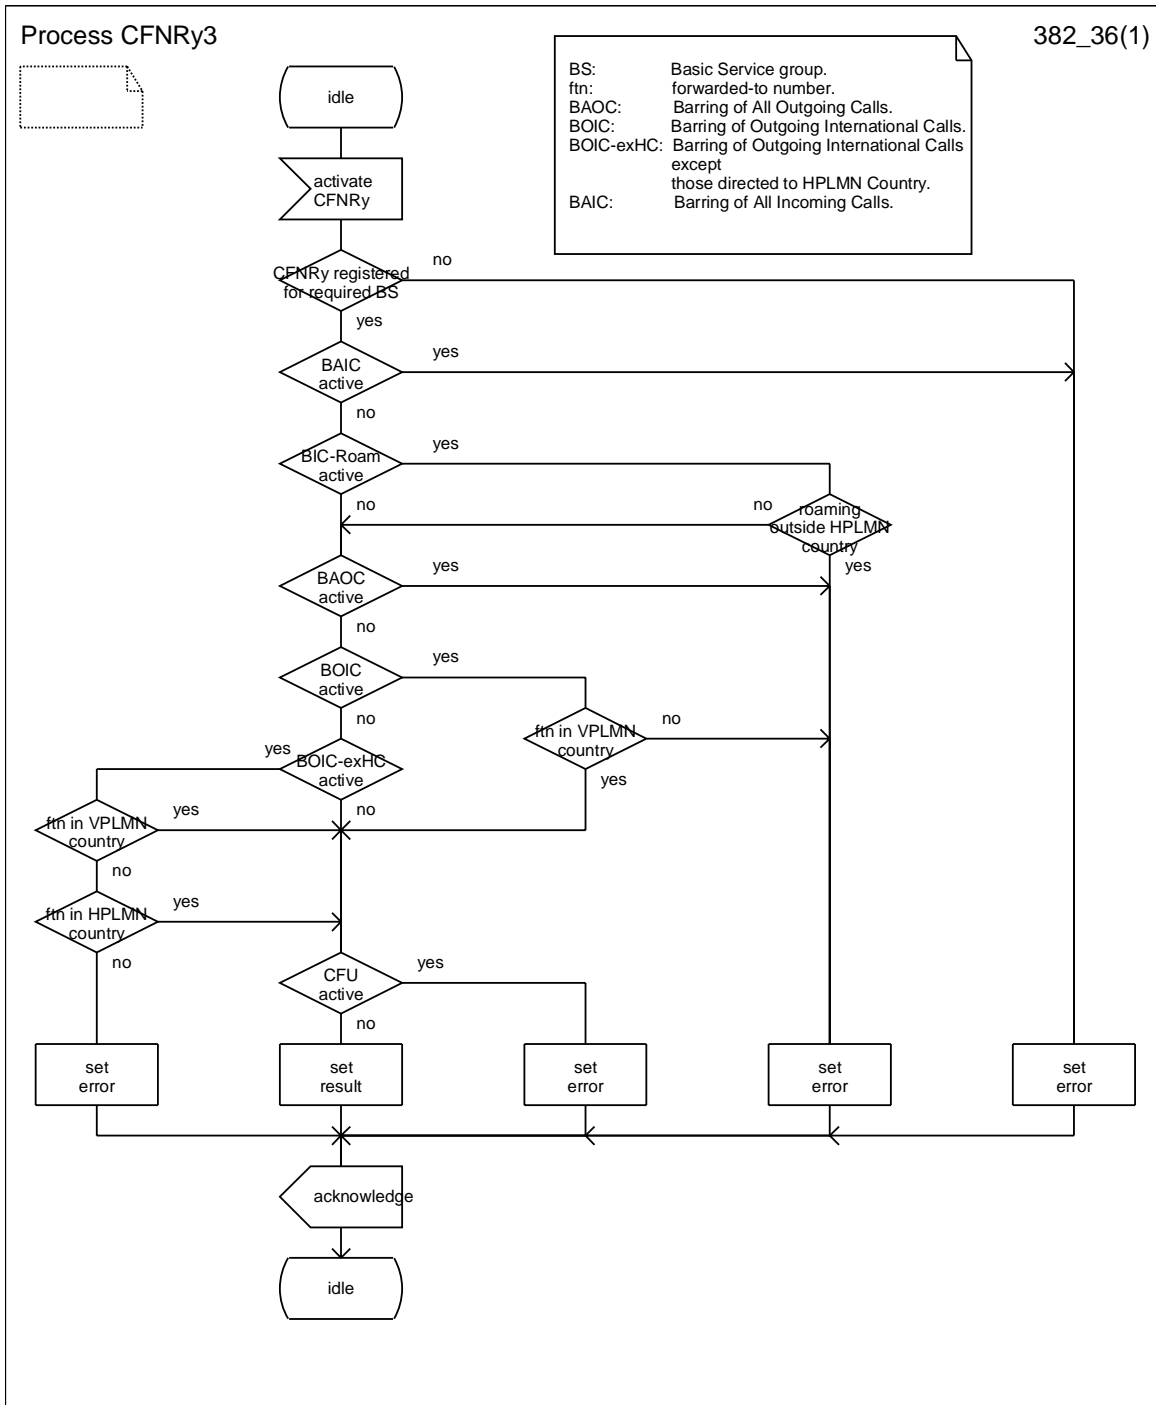 Process CFNRy3
382_36(1)
BS: Basic Service group.
ftn: forwarded-to number.
BAOC: Barring of All Outgoing Calls.
BOIC: Barring of Outgoing International Calls.
BOIC-exHC: Barring of Outgoing International Calls
except
those directed to HPLMN Country.
BAIC: Barring of All Incoming Calls.
idle
activate
CFNRy
CFNRy registered
for required BS
no
yes
BAIC
active
yes
no
BIC-Roam
active
yes
no
no
roaming
outside HPLMN
country
yes
BAOC
active
yes
no
BOIC
active
yes
no
ftn in VPLMN
country
no
yes
yes
BOIC-exHC
active
no
ftn in VPLMN
country
yes
no
ftn in HPLMN
country
yes
no
CFU
active
yes
no
set
error
set
result
set
error
set
error
set
error
acknowledge
idle